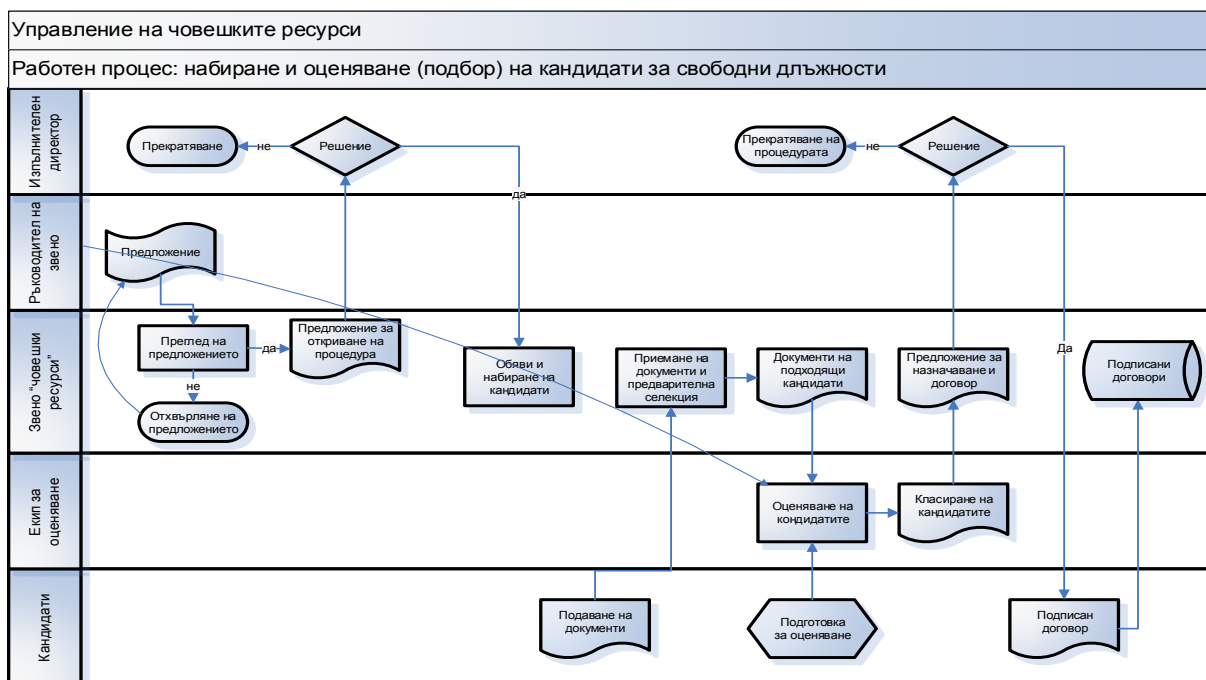 Управление на човешките ресурси
Работен процес: набиране и оценяване (подбор) на кандидати за свободни длъжности
Изпълнителен
директор
Прекратяване
не
Решение
да
Прекратяване на
процедурата
не
Решение
Ръководител на
звено
Предложение
Звено "човешки
ресурси"
Преглед на
предложението
да
не
Отхвърляне на
предложението
Предложение за
откриване на
процедура
Обяви и
набиране на
кандидати
Приемане на
документи и
предварителна
селекция
Документи на
подходящи
кандидати
Предложение за
назначаване и
договор
Да
Подписани
договори
Екип за
оценяване
Оценяване на
кондидатите
Класиране на
кандидатите
Кандидати
Подаване на
документи
Подготовка
за оценяване
Подписан
договор